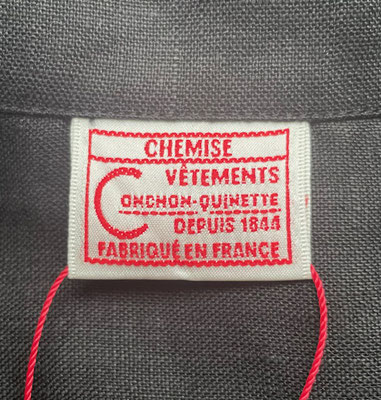 CHEMISE
VÊTEMENTS
CONCHON-QUINETTE
DEPUIS 1844
FABRIQUÉ EN FRANCE